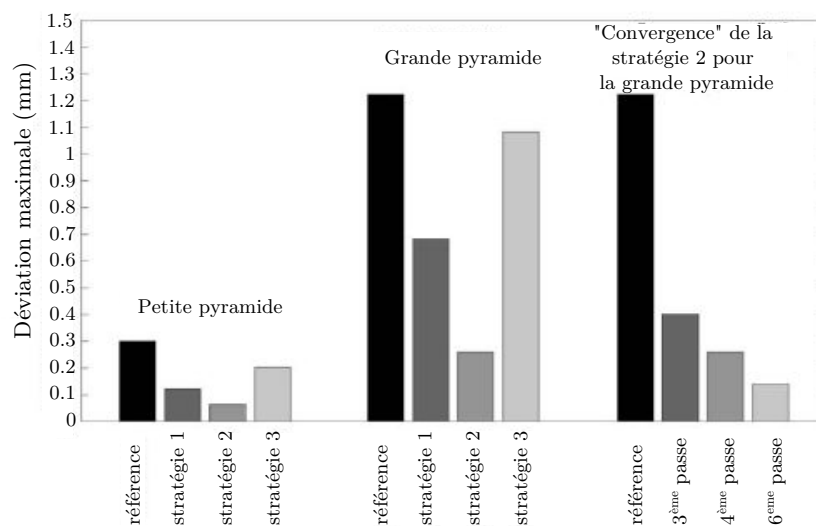 Déviation maximale (mm)
1.5
1.4
1.3
1.2
1.1
1
0.9
0.8
0.7
0.6
0.5
0.4
0.3
0.2
0.1
0
Petite pyramide
Grande pyramide
"Convergence" de la
stratégie 2 pour
la grande pyramide
référence
stratégie 1
stratégie 2
stratégie 3
référence
stratégie 1
stratégie 2
stratégie 3
référence
3ème passe
4ème passe
6ème passe